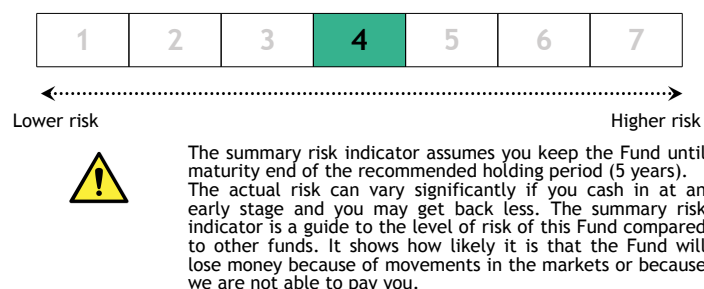 1 2 3 4 5 6 7
Lower risk Higher risk
The summary risk indicator assumes you keep the Fund until
maturity end of the recommended holding period (5 years).
The actual risk can vary significantly if you cash in at an
early stage and you may get back less. The summary risk
indicator is a guide to the level of risk of this Fund compared
to other funds. It shows how likely it is that the Fund will
lose money because of movements in the markets or because
we are not able to pay you.